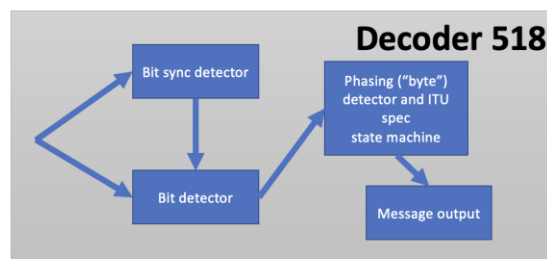 Decoder 518
Bit sync detector
Phasing (“byte”)
detector and ITU
spec
state machine
Bit detector
Message output